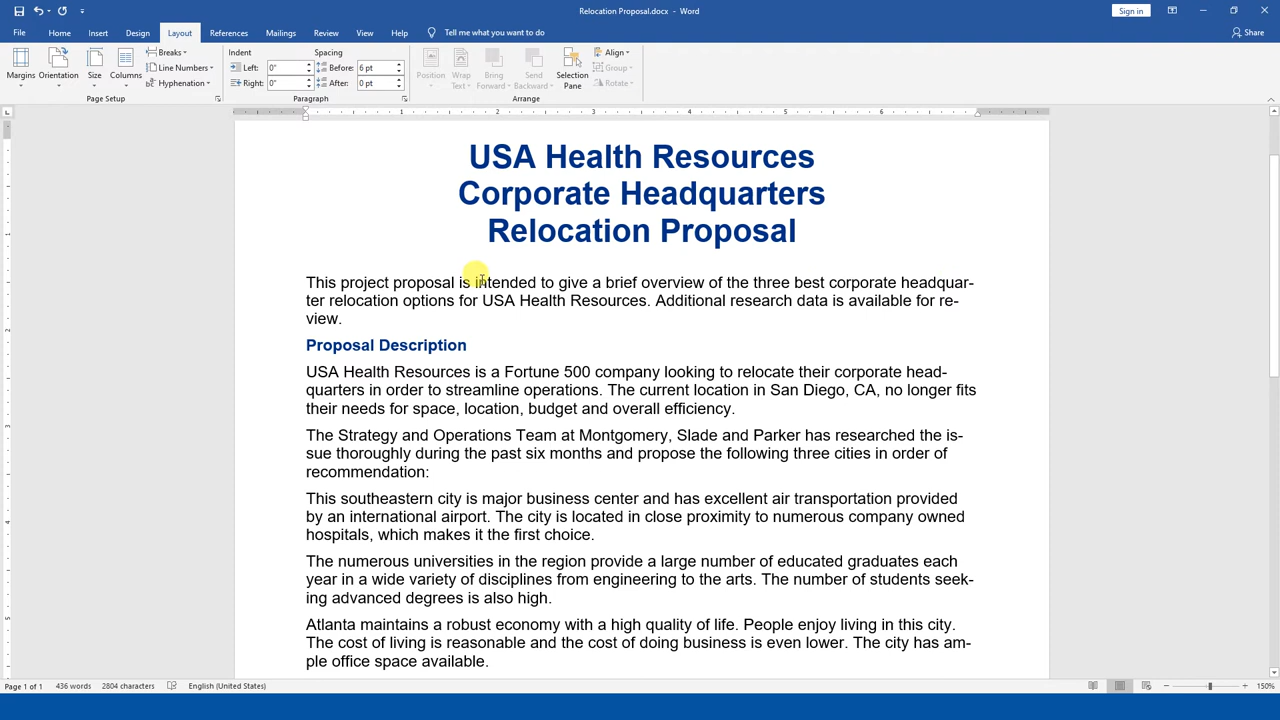 Relocation Proposal.docx - Word
Sign in
File Home Insert Design Layout References Mailings Review View Help Tell me what you want to do Share
Margins Orientation Size Columns Breaks Line Numbers Hyphenation
Page Setup
Indent Spacing
Left: 0" Before: 6 pt
Right: 0" After: 0 pt
Paragraph
Position Wrap Text Bring Forward Send Backward Selection Pane Align Group Rotate
Arrange
1 2 3 4 5 6
1
2
3
4
5
USA Health Resources
Corporate Headquarters
Relocation Proposal
This project proposal is intended to give a brief overview of the three best corporate headquar-
ter relocation options for USA Health Resources. Additional research data is available for re-
view.
Proposal Description
USA Health Resources is a Fortune 500 company looking to relocate their corporate head-
quarters in order to streamline operations. The current location in San Diego, CA, no longer fits
their needs for space, location, budget and overall efficiency.
The Strategy and Operations Team at Montgomery, Slade and Parker has researched the is-
sue thoroughly during the past six months and propose the following three cities in order of
recommendation:
This southeastern city is major business center and has excellent air transportation provided
by an international airport. The city is located in close proximity to numerous company owned
hospitals, which makes it the first choice.
The numerous universities in the region provide a large number of educated graduates each
year in a wide variety of disciplines from engineering to the arts. The number of students seek-
ing advanced degrees is also high.
Atlanta maintains a robust economy with a high quality of life. People enjoy living in this city.
The cost of living is reasonable and the cost of doing business is even lower. The city has am-
ple office space available.
Page 1 of 1 436 words 2804 characters English (United States) 150%